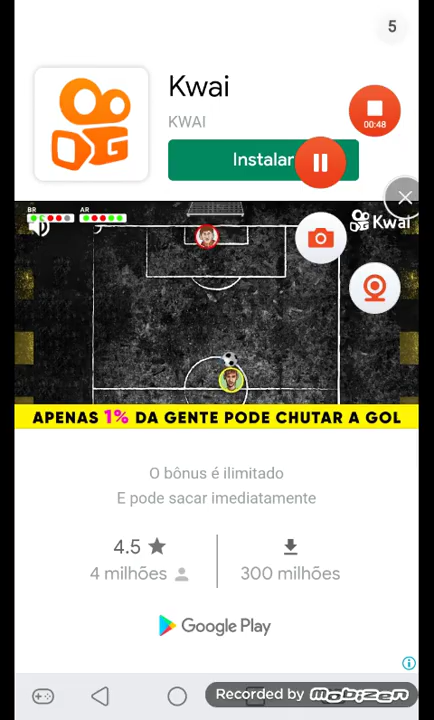 5
Kwai
KWAI
00:48
Instalar
BR AR
Kwai
APENAS 1% DA GENTE PODE CHUTAR A GOL
O bônus é ilimitado
E pode sacar imediatamente
4.5
4 milhões
300 milhões
Google Play
Recorded by MOBIZEN